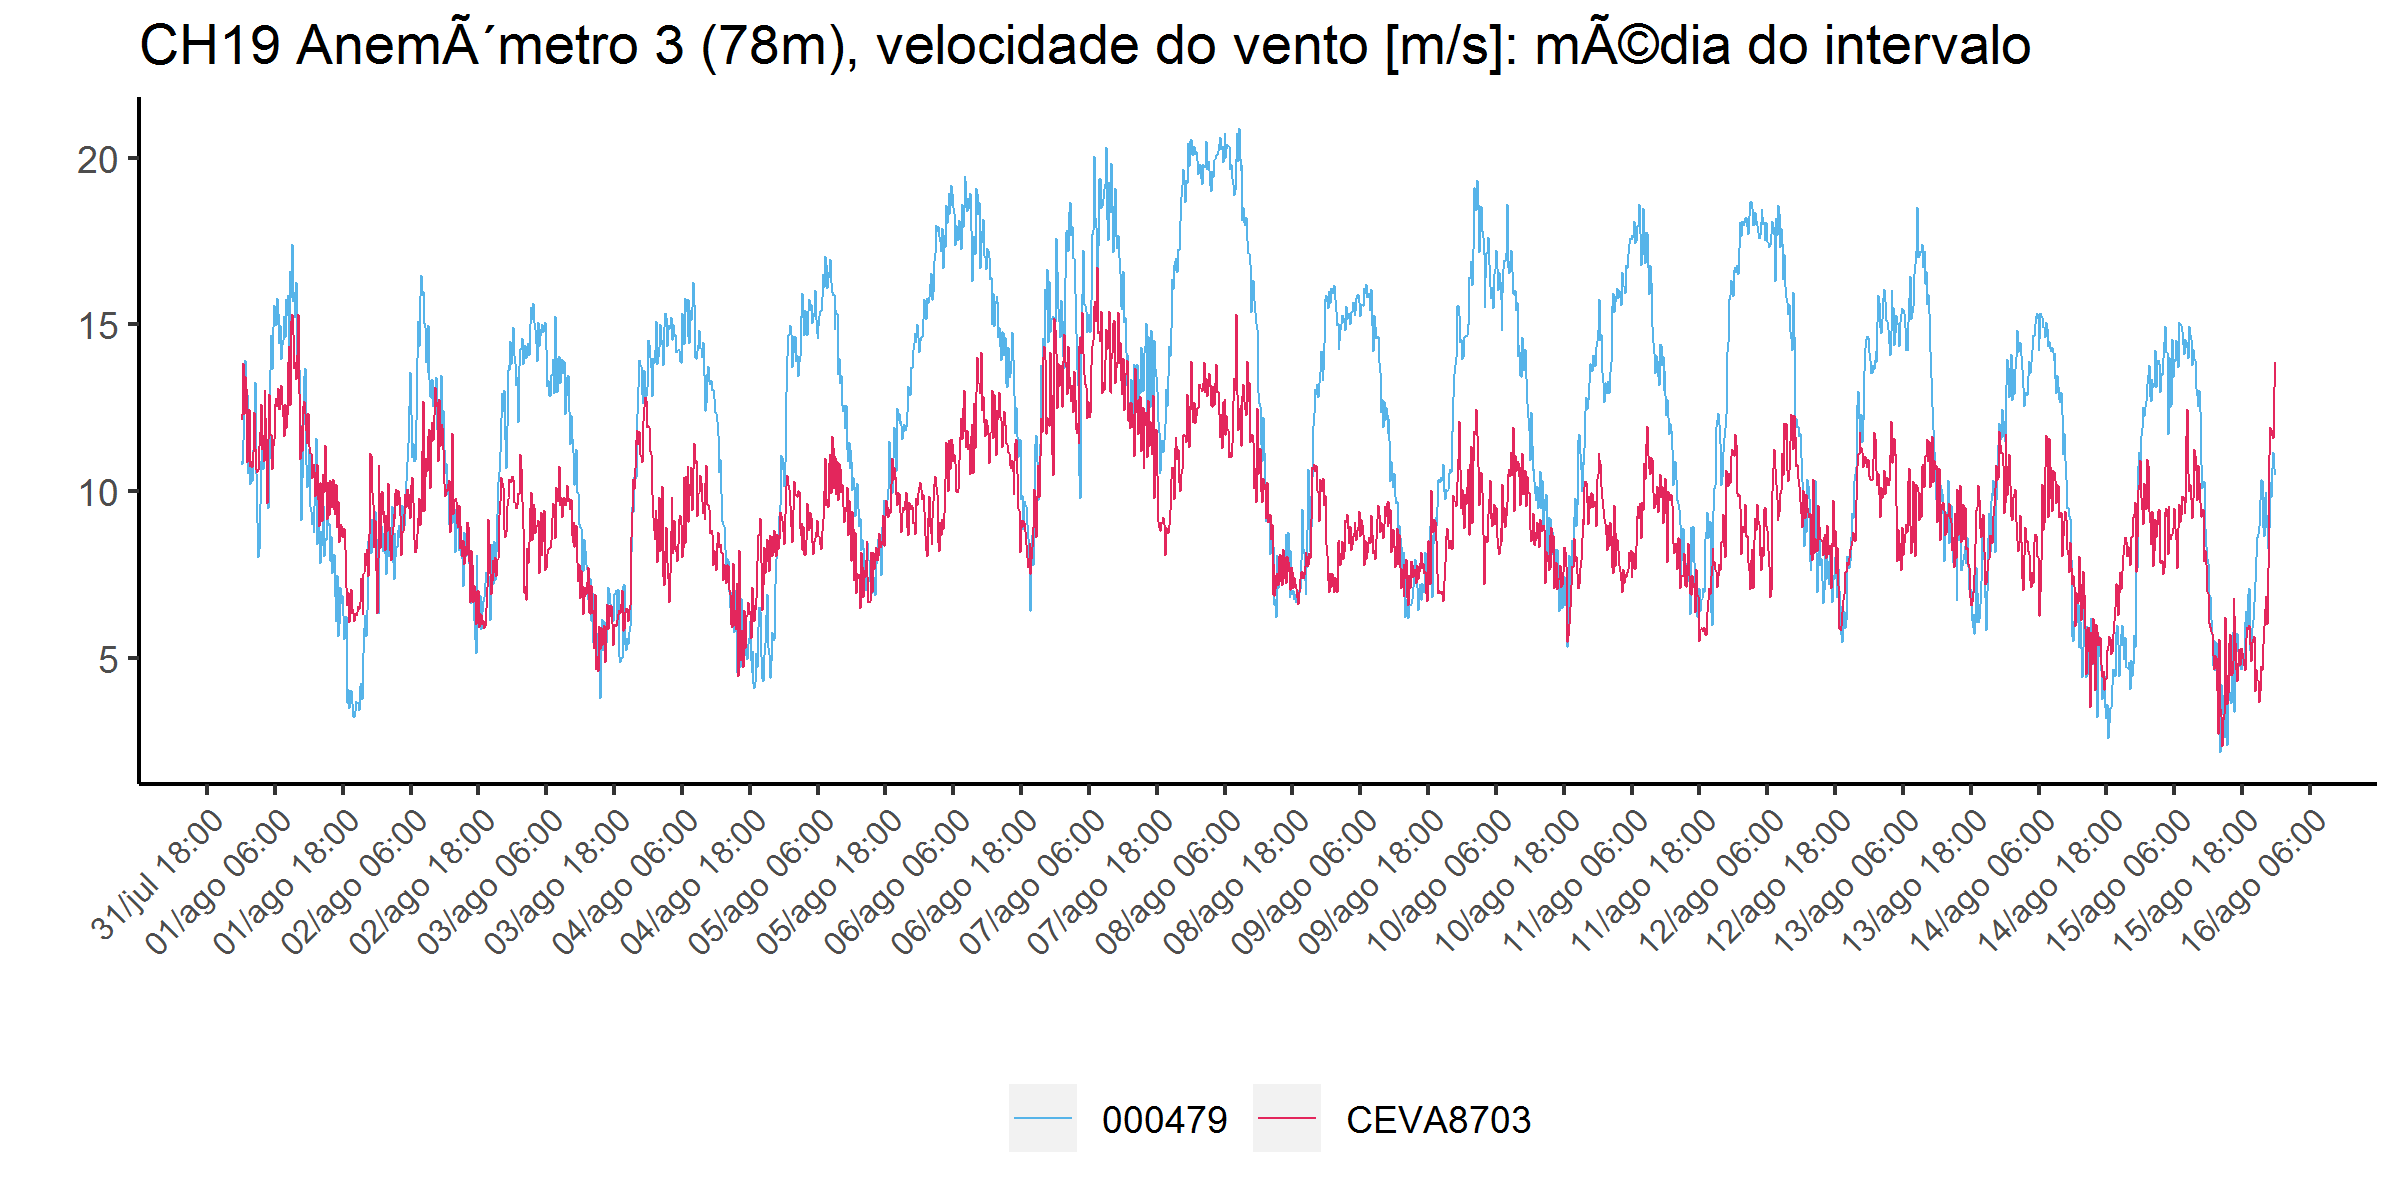 CH19 AnemÃ´metro 3 (78m), velocidade do vento [m/s]: mÃ©dia do intervalo
20
15
10
5
31/jul 18:00
01/ago 06:00
01/ago 18:00
02/ago 06:00
02/ago 18:00
03/ago 06:00
03/ago 18:00
04/ago 06:00
04/ago 18:00
05/ago 06:00
05/ago 18:00
06/ago 06:00
06/ago 18:00
07/ago 06:00
07/ago 18:00
08/ago 06:00
08/ago 18:00
09/ago 06:00
09/ago 18:00
10/ago 06:00
10/ago 18:00
11/ago 06:00
11/ago 18:00
12/ago 06:00
12/ago 18:00
13/ago 06:00
13/ago 18:00
14/ago 06:00
14/ago 18:00
15/ago 06:00
15/ago 18:00
16/ago 06:00
000479
CEVA8703